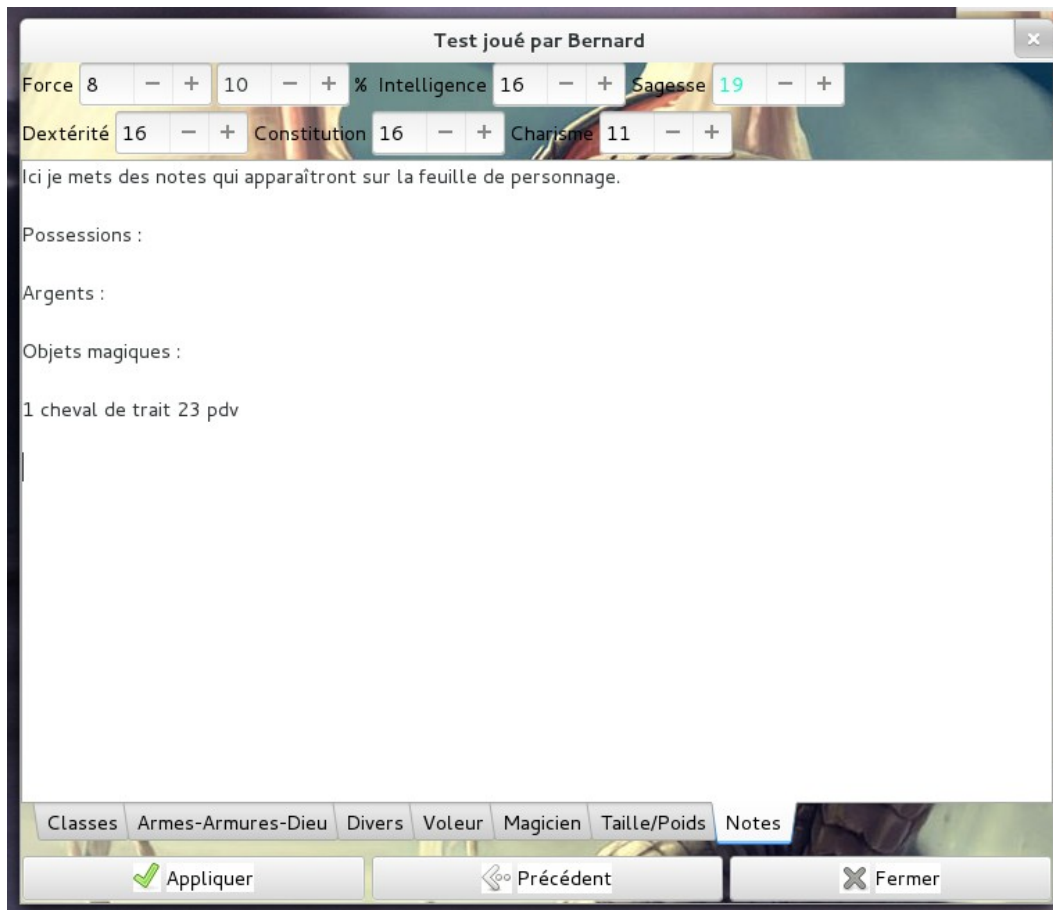 Test joué par Bernard
Force 8 − + 10 − + % Intelligence 16 − + Sagesse 19 − +
Dextérité 16 − + Constitution 16 − + Charisme 11 − +
Ici je mets des notes qui apparaîtront sur la feuille de personnage.
Possessions :
Argents :
Objets magiques :
1 cheval de trait 23 pdv
Classes Armes-Armures-Dieu Divers Voleur Magicien Taille/Poids Notes
Appliquer Précédent Fermer